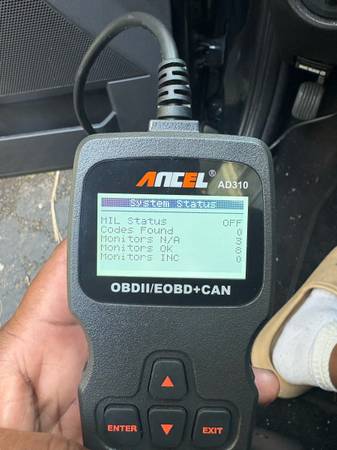 ANCEL® AD310
System Status
MIL Status OFF
Codes Found 0
Monitors N/A 3
Monitors OK 8
Monitors INC 0
OBDII/EOBD+CAN
ENTER
EXIT